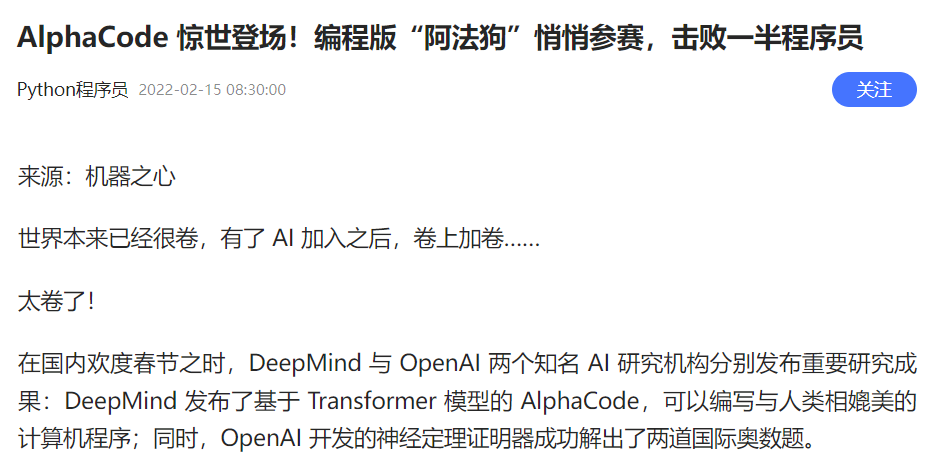 AlphaCode 惊世登场！编程版“阿法狗”悄悄参赛，击败一半程序员
Python程序员 2022-02-15 08:30:00
关注
来源：机器之心
世界本来已经很卷，有了 AI 加入之后，卷上加卷……
太卷了！
在国内欢度春节之时，DeepMind 与 OpenAI 两个知名 AI 研究机构分别发布重要研究成
果：DeepMind 发布了基于 Transformer 模型的 AlphaCode，可以编写与人类相媲美的
计算机程序；同时，OpenAI 开发的神经定理证明器成功解出了两道国际奥数题。